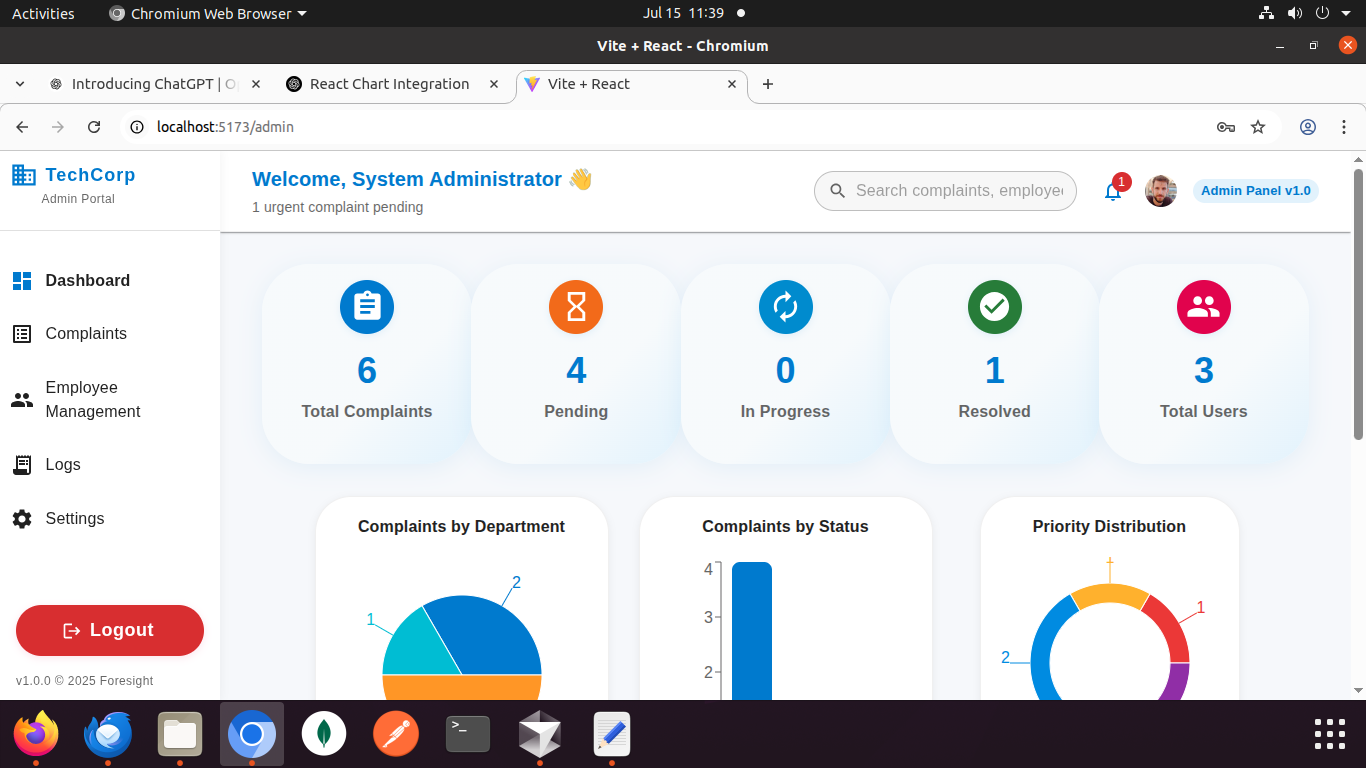 Activities
Chromium Web Browser
Jul 15 11:39
Vite + React - Chromium
Introducing ChatGPT | O
React Chart Integration
Vite + React
localhost:5173/admin
TechCorp
Admin Portal
Welcome, System Administrator 👋
1 urgent complaint pending
Search complaints, employee
1
Admin Panel v1.0
Dashboard
Complaints
Employee
Management
Logs
Settings
Logout
v1.0.0 © 2025 Foresight
6
Total Complaints
4
Pending
0
In Progress
1
Resolved
3
Total Users
Complaints by Department
2
1
Complaints by Status
4
3
2
Priority Distribution
1
1
2
>_